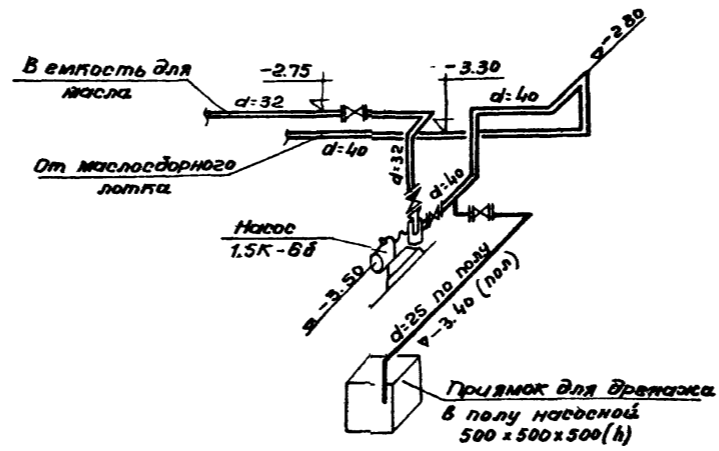 В емкость для
масла
d=32
-2.75
-3.30
d=40
-2.80
От маслосборного
лотка
d=40
d=32
d=40
Насос
1.5К-6б
-3.50
d=25 по полу
-3.40 (пол)
Приямок для дренажа
в полу насосной
500 x 500 x 500(h)